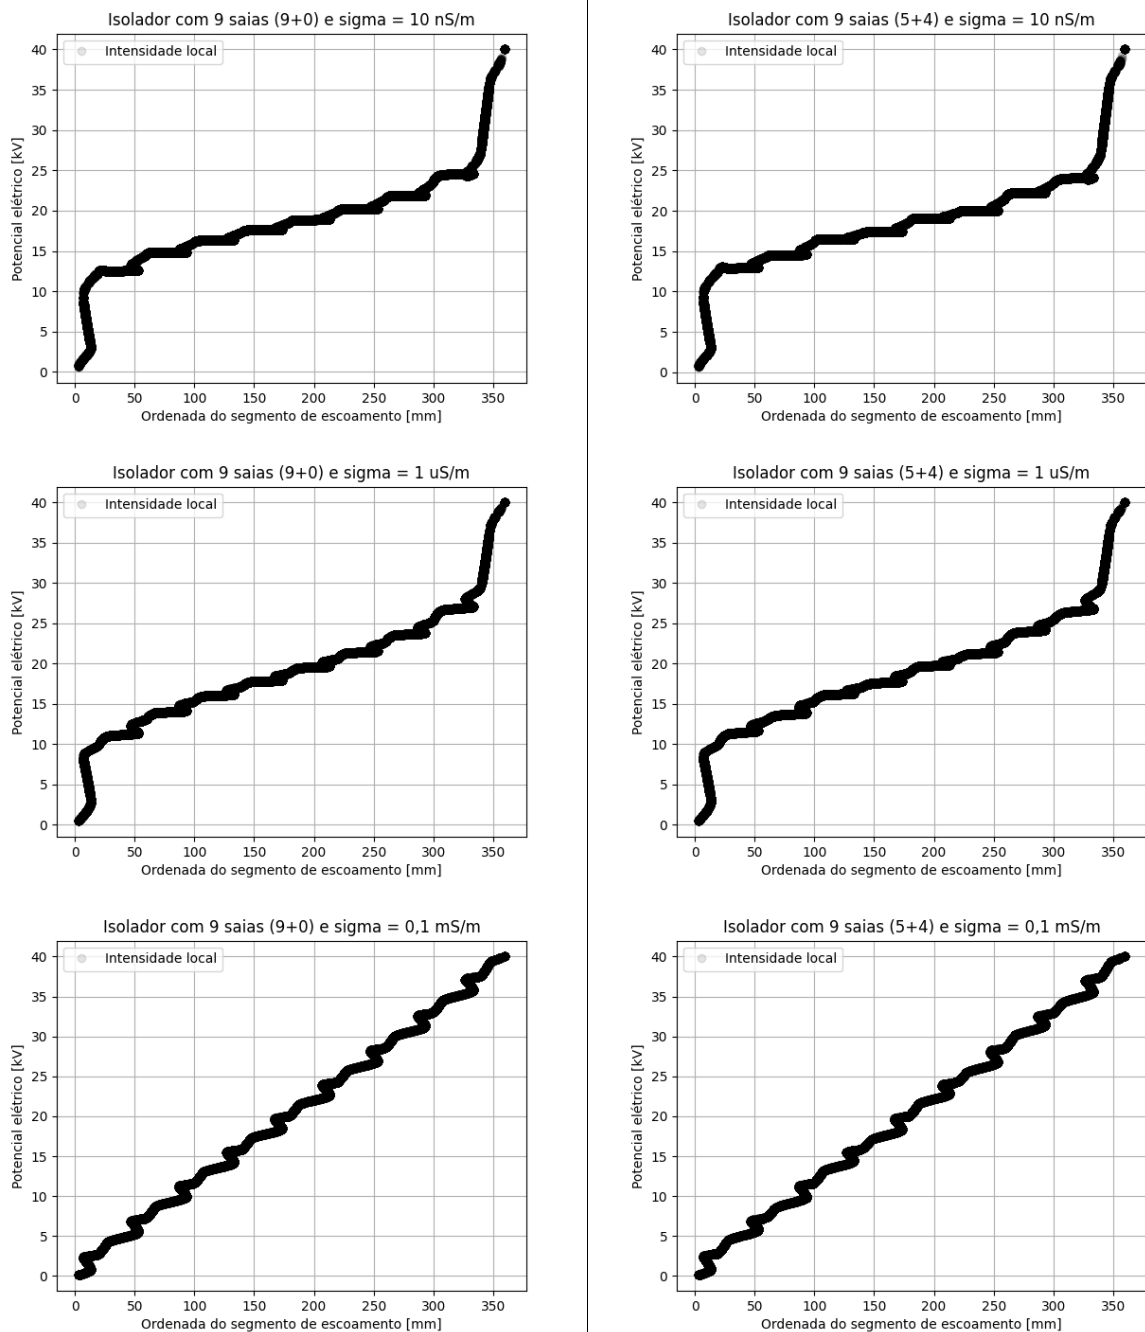 Isolador com 9 saias (9+0) e sigma = 10 nS/m
Intensidade local
40
35
30
25
20
15
10
5
0
Potencial elétrico [kV]
0 50 100 150 200 250 300 350
Ordenada do segmento de escoamento [mm]
Isolador com 9 saias (5+4) e sigma = 10 nS/m
Intensidade local
40
35
30
25
20
15
10
5
0
Potencial elétrico [kV]
0 50 100 150 200 250 300 350
Ordenada do segmento de escoamento [mm]
Isolador com 9 saias (9+0) e sigma = 1 uS/m
Intensidade local
40
35
30
25
20
15
10
5
0
Potencial elétrico [kV]
0 50 100 150 200 250 300 350
Ordenada do segmento de escoamento [mm]
Isolador com 9 saias (5+4) e sigma = 1 uS/m
Intensidade local
40
35
30
25
20
15
10
5
0
Potencial elétrico [kV]
0 50 100 150 200 250 300 350
Ordenada do segmento de escoamento [mm]
Isolador com 9 saias (9+0) e sigma = 0,1 mS/m
Intensidade local
40
35
30
25
20
15
10
5
0
Potencial elétrico [kV]
0 50 100 150 200 250 300 350
Ordenada do segmento de escoamento [mm]
Isolador com 9 saias (5+4) e sigma = 0,1 mS/m
Intensidade local
40
35
30
25
20
15
10
5
0
Potencial elétrico [kV]
0 50 100 150 200 250 300 350
Ordenada do segmento de escoamento [mm]